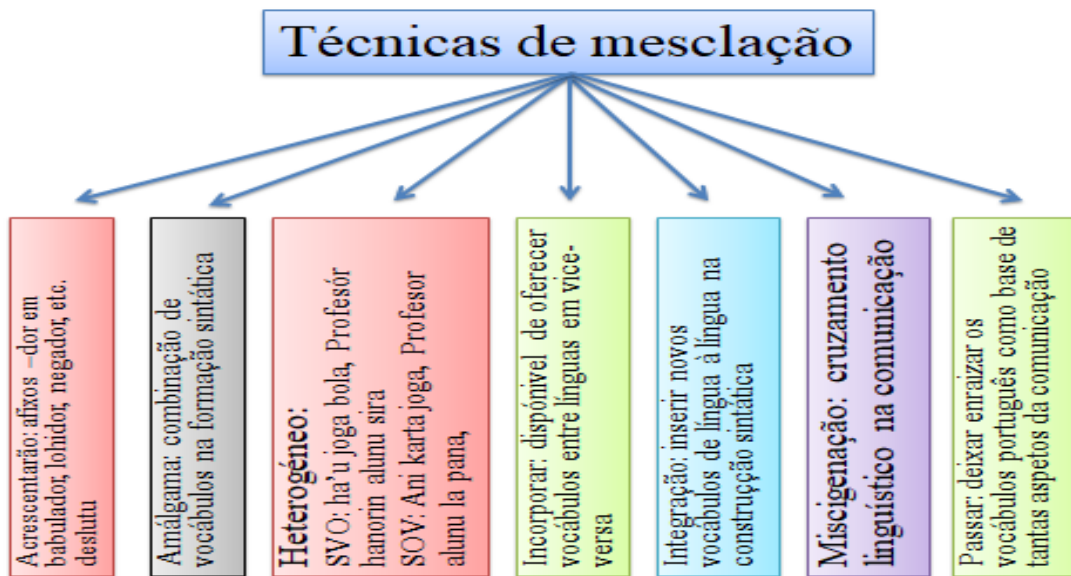 Técnicas de mesclação
Acrescentarão: afixos –dor em
babulador, lohidor, negador, etc.
deslutu
Análgama: combinação de
vocábulos na formação sintática
Heterogéneo:
SVO: ha’u joga bola, Profesór
hanorin alunu sira
SOV: Ani karta joga, Profesor
alunu la pana,
Incorporar: dispónivel de oferecer
vocábulos entre línguas em vice-
versa
Integração: inserir novos
vocábulos de língua à língua na
construcção sintática
Miscigenação: cruzamento
linguístico na comunicação
Passar: deixar enraizar os
vocábulos português como base de
tantas aspetos da comunicação